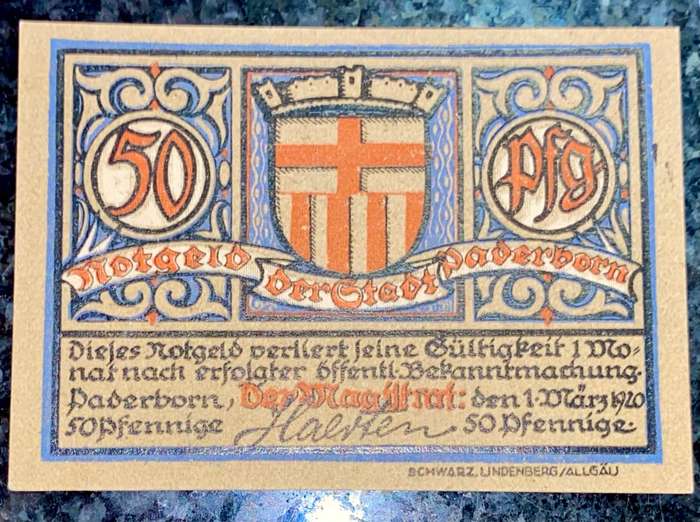 50
Pfg
Notgeld der Stadt Paderborn
Dieses Notgeld verliert seine Gültigkeit 1 Mo-
nat nach erfolgter öffentl. Bekanntmachung.
Paderborn, Der Magistrat: den 1. März 1920
50 Pfennige Haerten 50 Pfennige.
SCHWARZ, LINDENBERG/ALLGÄU